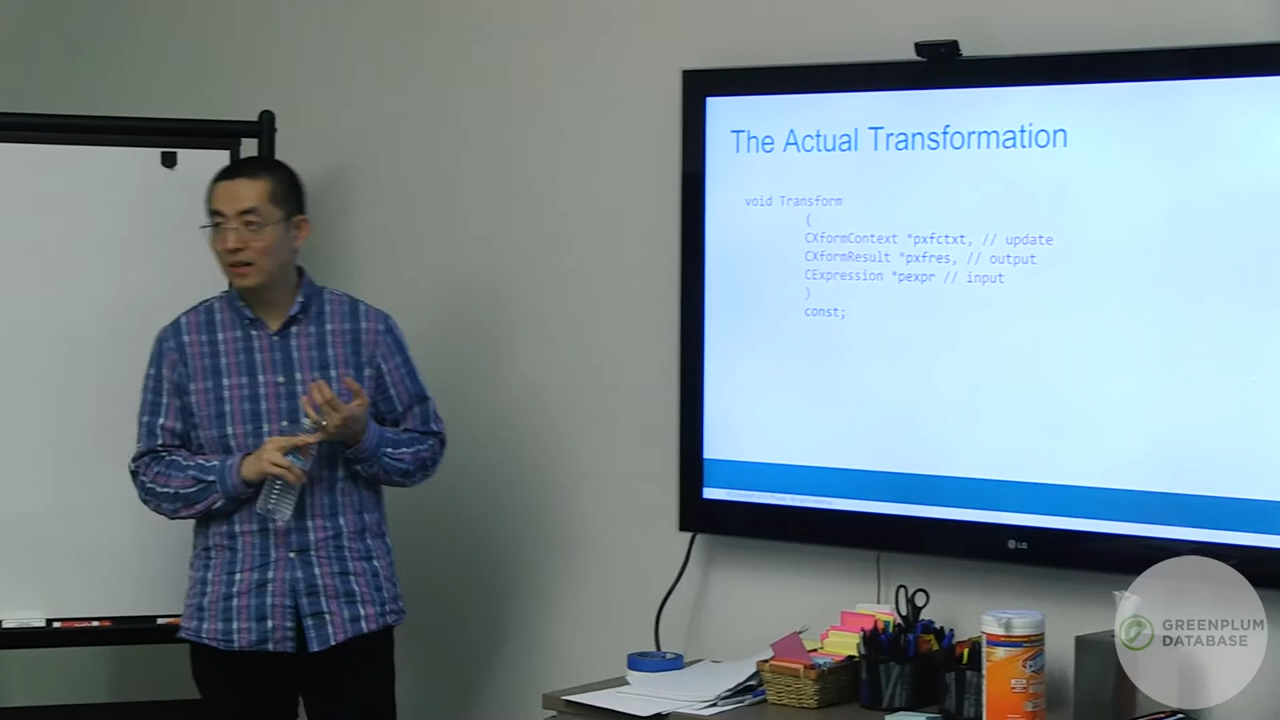 The Actual Transformation
void Transform
(
CXformContext *pxfctxt, // update
CXformResult *pxfres, // output
CExpression *pexpr // input
)
const;
LG
GREENPLUM
DATABASE